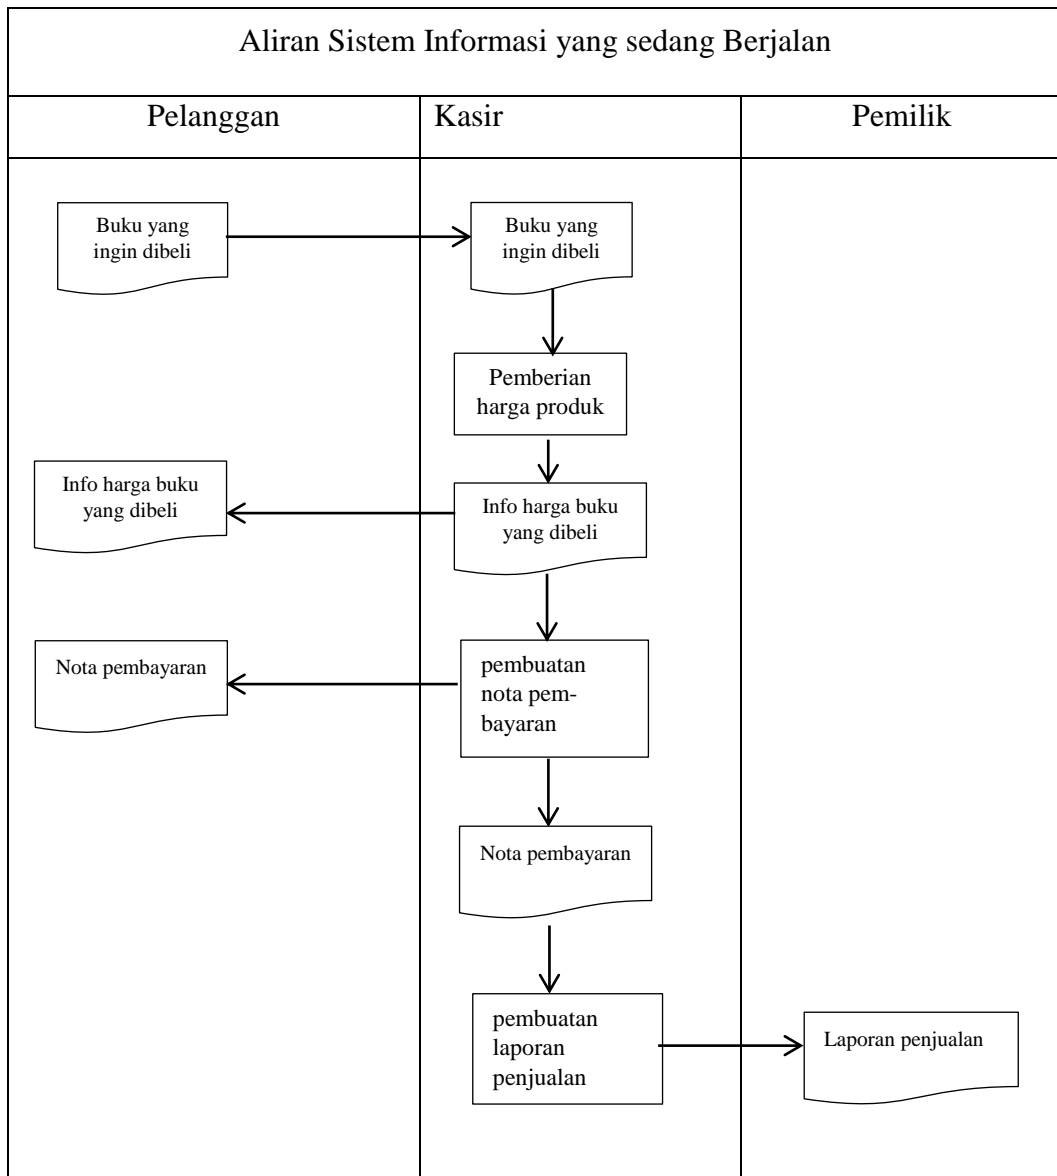 Aliran Sistem Informasi yang sedang Berjalan
Pelanggan
Kasir
Pemilik
Buku yang
ingin dibeli
Buku yang
ingin dibeli
Pemberian
harga produk
Info harga buku
yang dibeli
Info harga buku
yang dibeli
Nota pembayaran
pembuatan
nota pem-
bayaran
Nota pembayaran
pembuatan
laporan
penjualan
Laporan penjualan